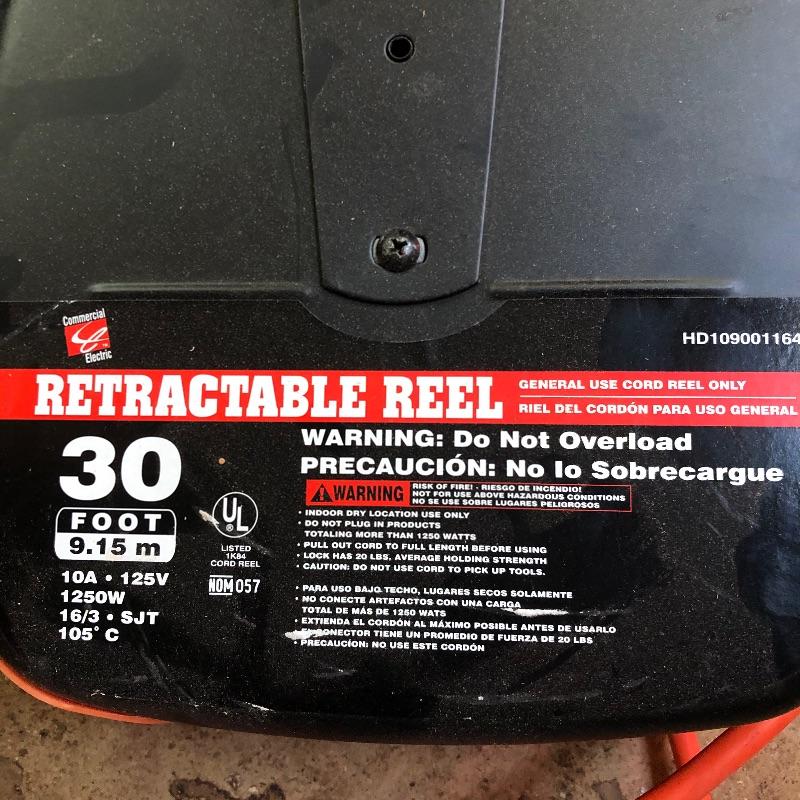 Commercial
Electric
HD109001164
RETRACTABLE REEL
GENERAL USE CORD REEL ONLY
RIEL DEL CORDÓN PARA USO GENERAL
30
FOOT
9.15 m
10A • 125V
1250W
16/3 • SJT
105° C
UL
LISTED
1K84
CORD REEL
NOM 057
WARNING: Do Not Overload
PRECAUCIÓN: No lo Sobrecargue
WARNING
RISK OF FIRE! - RIESGO DE INCENDIO!
NOT FOR USE ABOVE HAZARDOUS CONDITIONS
NO SE USE SOBRE LUGARES PELIGROSOS
• INDOOR DRY LOCATION USE ONLY
• DO NOT PLUG IN PRODUCTS
TOTALING MORE THAN 1250 WATTS
• PULL OUT CORD TO FULL LENGTH BEFORE USING
• LOCK HAS 20 LBS. AVERAGE HOLDING STRENGTH
• CAUTION: DO NOT USE CORD TO PICK UP TOOLS.
• PARA USO BAJO TECHO, LUGARES SECOS SOLAMENTE
• NO CONECTE ARTEFACTOS CON UNA CARGA
TOTAL DE MÁS DE 1250 WATS
• EXTIENDA EL CORDÓN AL MÁXIMO POSIBLE ANTES DE USARLO
• EL CONECTOR TIENE UN PROMEDIO DE FUERZA DE 20 LBS
• PRECAUCIÓN: NO USE ESTE CORDÓN